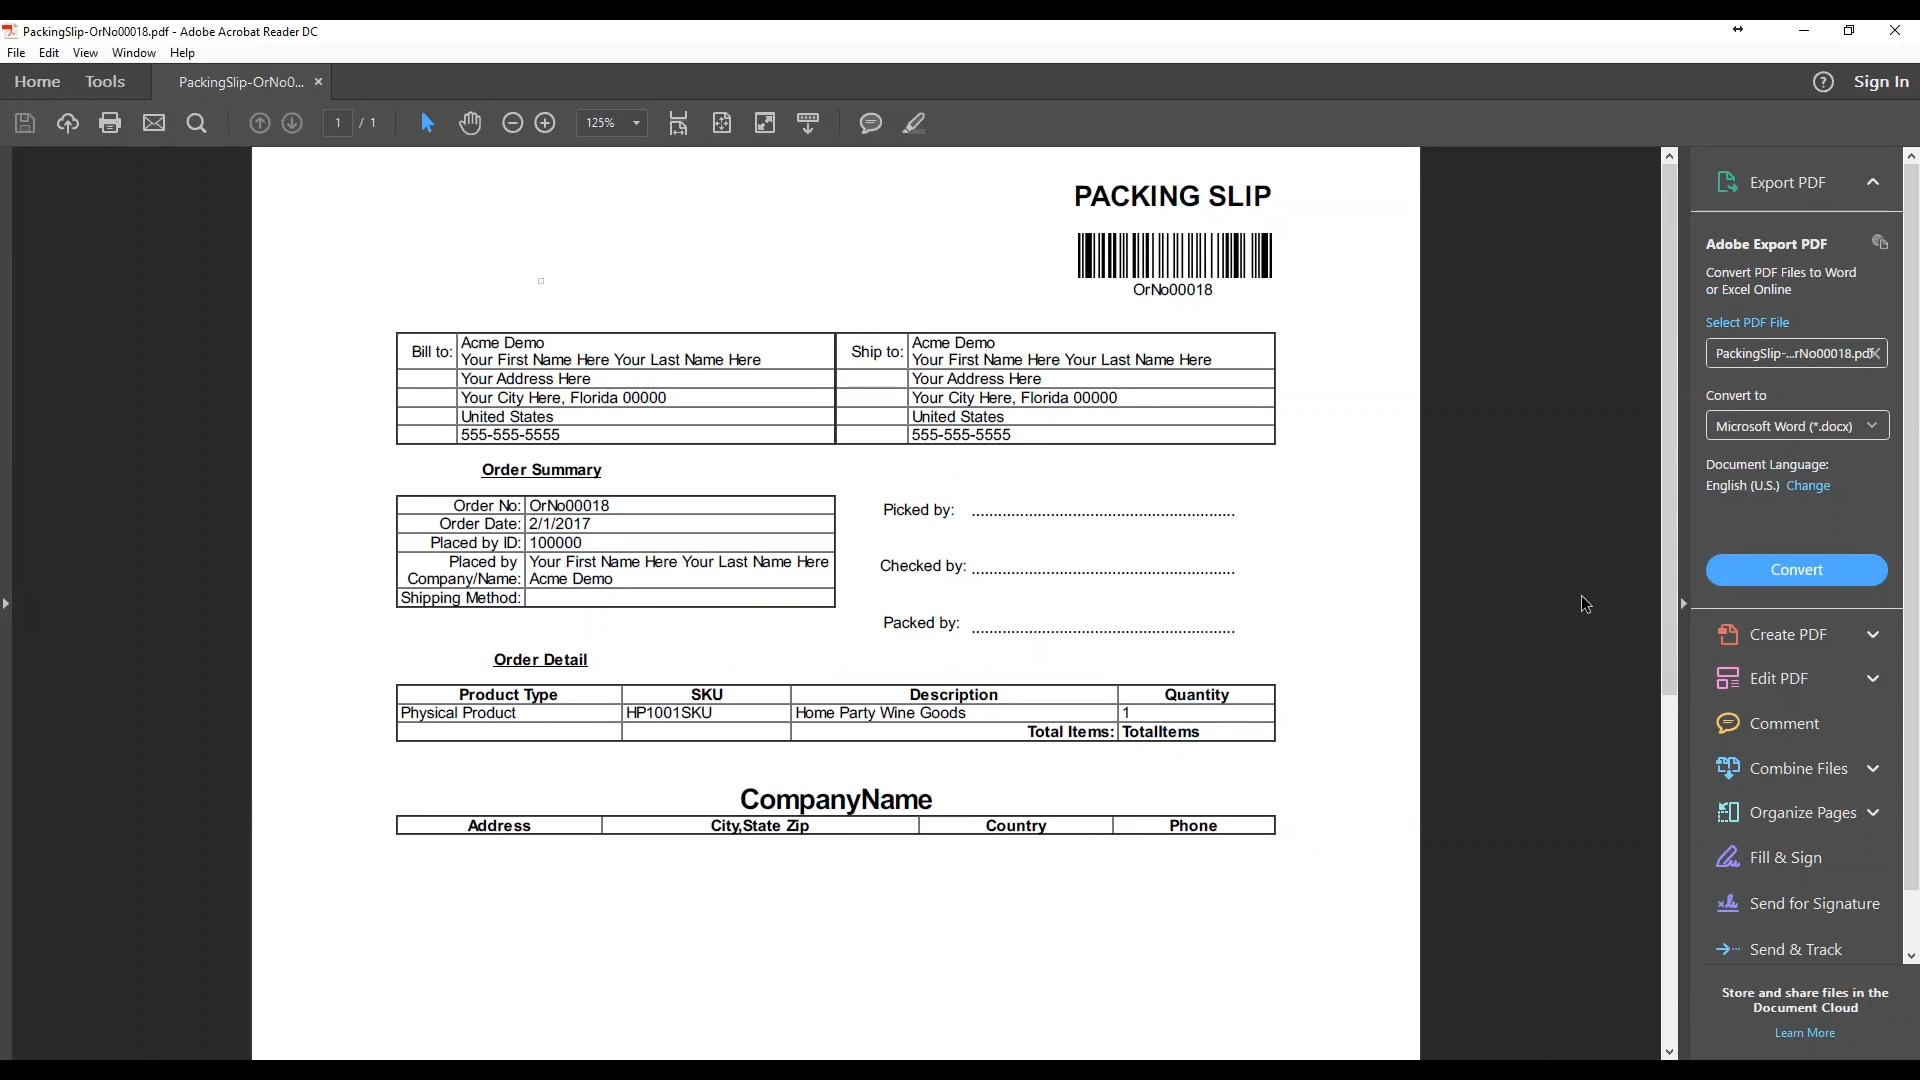 PackingSlip-OrNo00018.pdf - Adobe Acrobat Reader DC
File Edit View Window Help
Home Tools PackingSlip-OrNo0... × ? Sign In
1 / 1 125%
PACKING SLIP
OrNo00018
Bill to: Acme Demo
Your First Name Here Your Last Name Here
Your Address Here
Your City Here, Florida 00000
United States
555-555-5555
Ship to: Acme Demo
Your First Name Here Your Last Name Here
Your Address Here
Your City Here, Florida 00000
United States
555-555-5555
Order Summary
Order No: OrNo00018
Order Date: 2/1/2017
Placed by ID: 100000
Placed by Your First Name Here Your Last Name Here
Company/Name: Acme Demo
Shipping Method:
Picked by: ............................................................
Checked by: ............................................................
Packed by: ............................................................
Order Detail
Product Type SKU Description Quantity
Physical Product HP1001SKU Home Party Wine Goods 1
Total Items: TotalItems
CompanyName
Address City,State Zip Country Phone
Export PDF
Adobe Export PDF
Convert PDF Files to Word
or Excel Online
Select PDF File
PackingSlip-...rNo00018.pdf
Convert to
Microsoft Word (*.docx)
Document Language:
English (U.S.) Change
Convert
Create PDF
Edit PDF
Comment
Combine Files
Organize Pages
Fill & Sign
Send for Signature
Send & Track
Store and share files in the
Document Cloud
Learn More